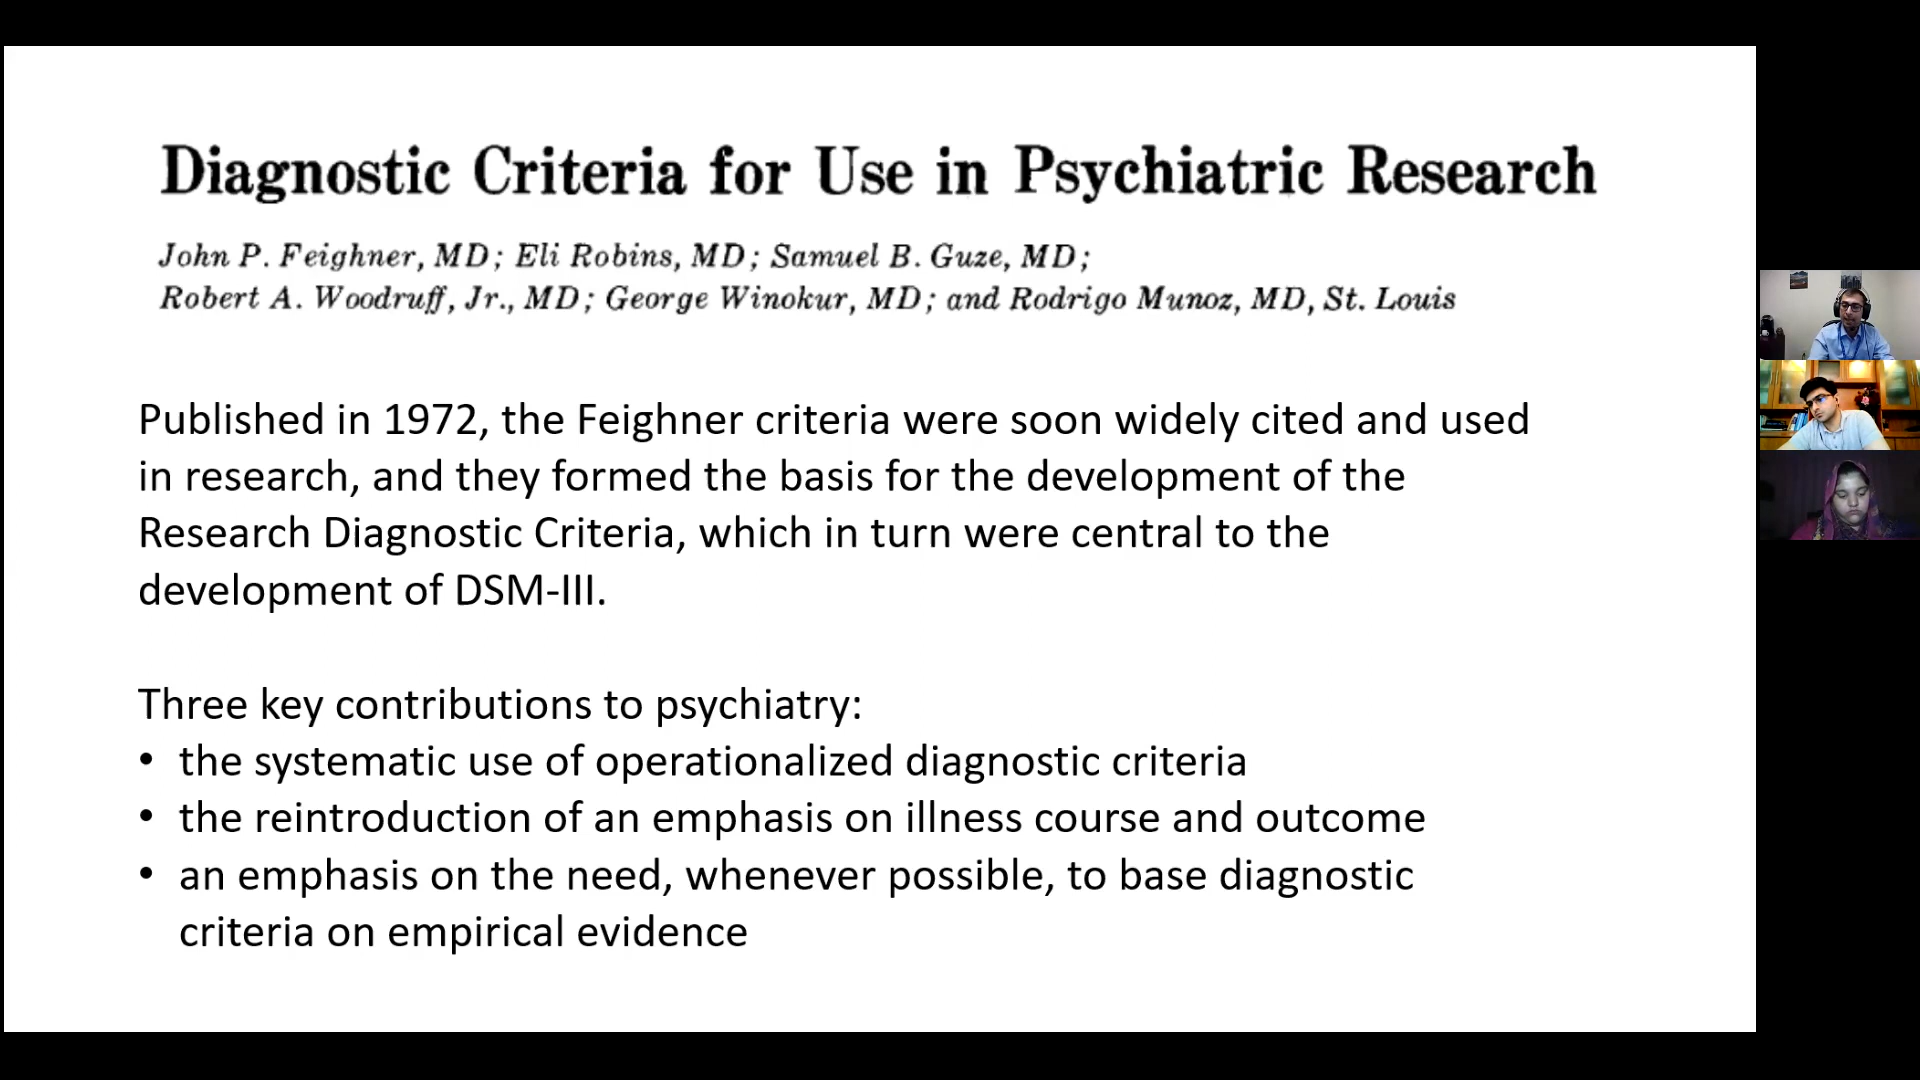 Diagnostic Criteria for Use in Psychiatric Research
John P. Feighner, MD; Eli Robins, MD; Samuel B. Guze, MD;
Robert A. Woodruff, Jr., MD; George Winokur, MD; and Rodrigo Munoz, MD, St. Louis
Published in 1972, the Feighner criteria were soon widely cited and used
in research, and they formed the basis for the development of the
Research Diagnostic Criteria, which in turn were central to the
development of DSM-III.
Three key contributions to psychiatry:
• the systematic use of operationalized diagnostic criteria
• the reintroduction of an emphasis on illness course and outcome
• an emphasis on the need, whenever possible, to base diagnostic
criteria on empirical evidence